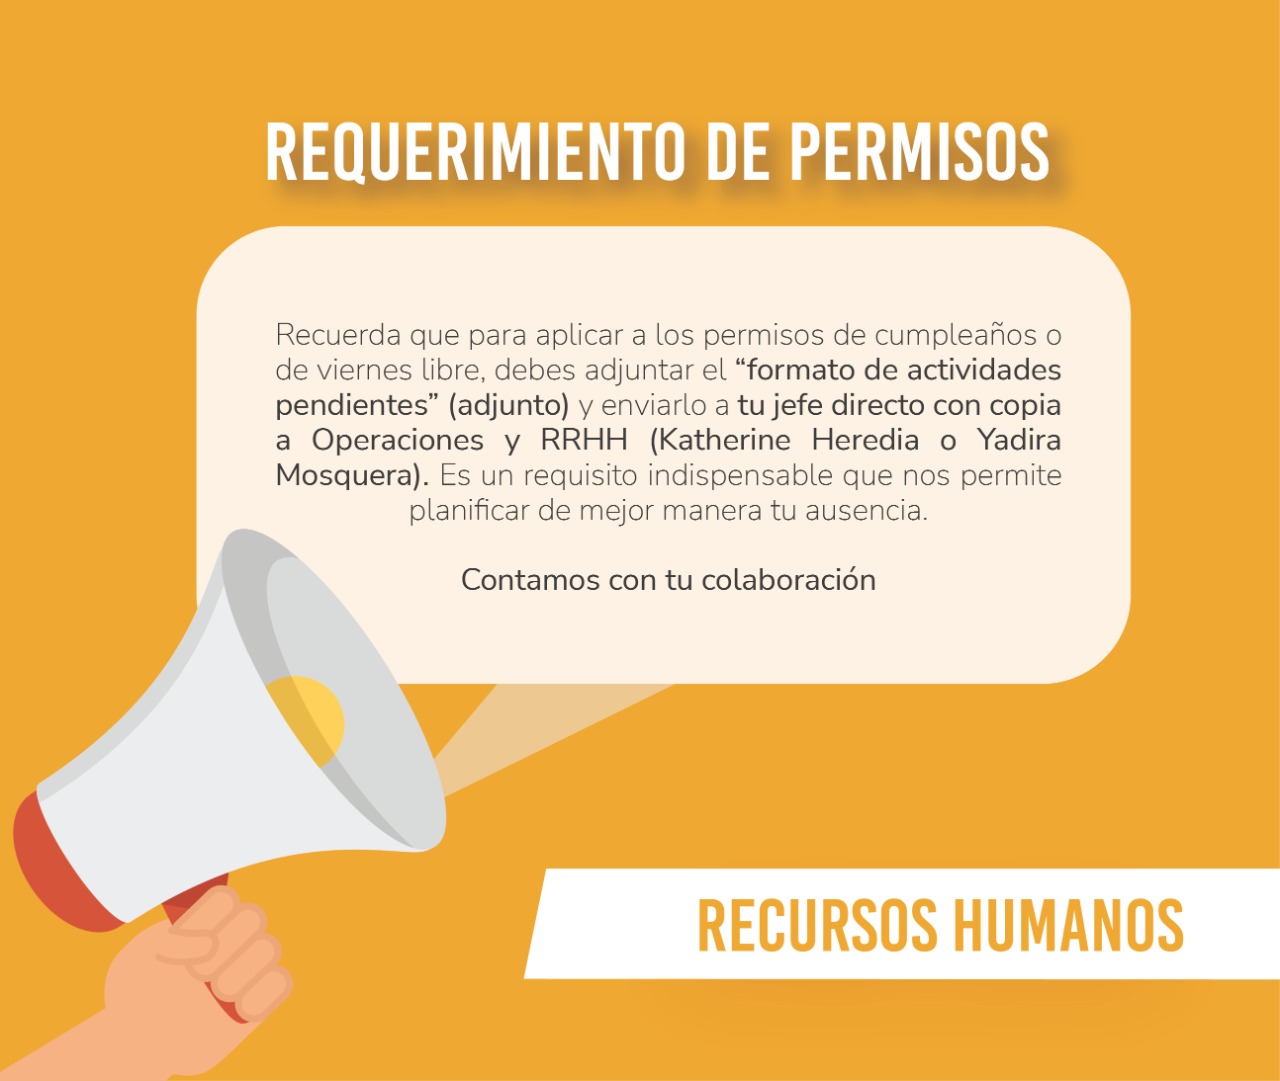 REQUERIMIENTO DE PERMISOS
Recuerda que para aplicar a los permisos de cumpleaños o
de viernes libre, debes adjuntar el “formato de actividades
pendientes” (adjunto) y enviarlo a tu jefe directo con copia
a Operaciones y RRHH (Katherine Heredia o Yadira
Mosquera). Es un requisito indispensable que nos permite
planificar de mejor manera tu ausencia.
Contamos con tu colaboración
RECURSOS HUMANOS